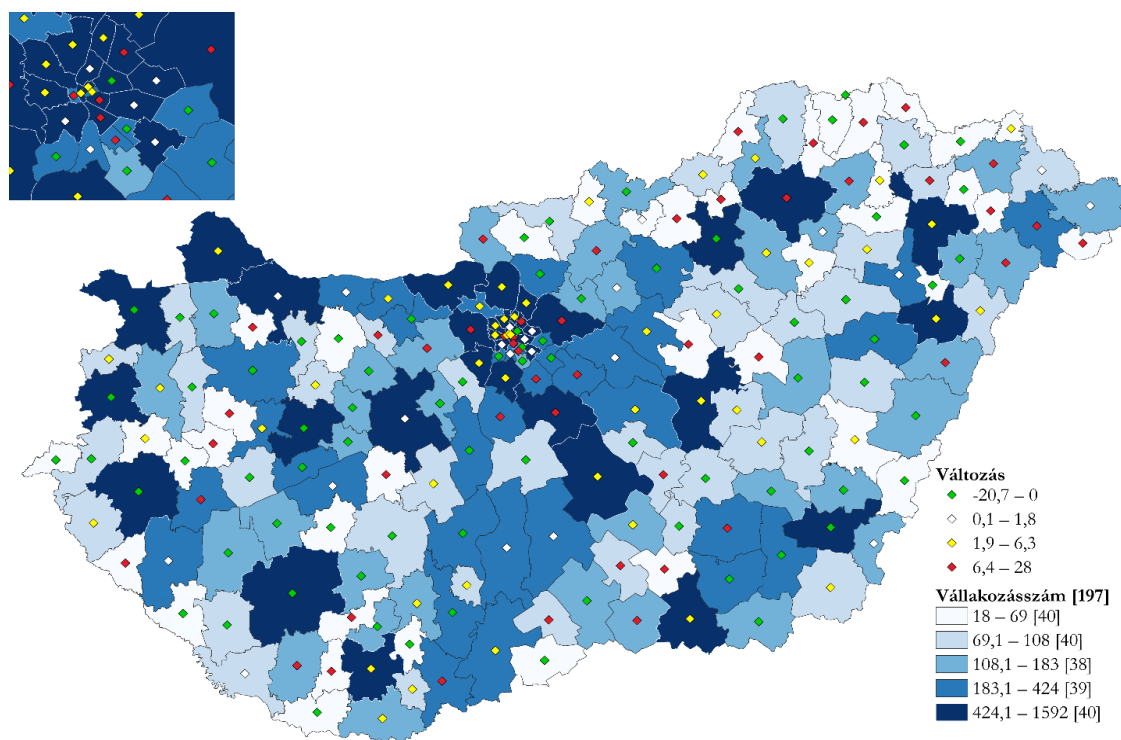 Változás
-20,7 – 0
0,1 – 1,8
1,9 – 6,3
6,4 – 28
Vállakozásszám [197]
18 – 69 [40]
69,1 – 108 [40]
108,1 – 183 [38]
183,1 – 424 [39]
424,1 – 1592 [40]